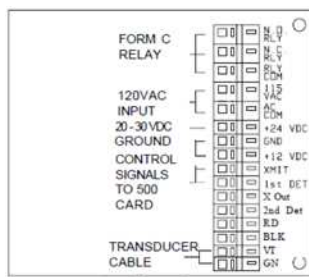 FORM C
RELAY
120VAC
INPUT
20-30VDC
GROUND
CONTROL
SIGNALS
TO 500
CARD
TRANSDUCER
CABLE
N.O
RLY
N.C
RLY
RLY
COM
115
VAC
AC
COM
+24 VDC
GND
+12 VDC
XMIT
1st DET
X Out
2nd Det
RD
BLK
VT
GN